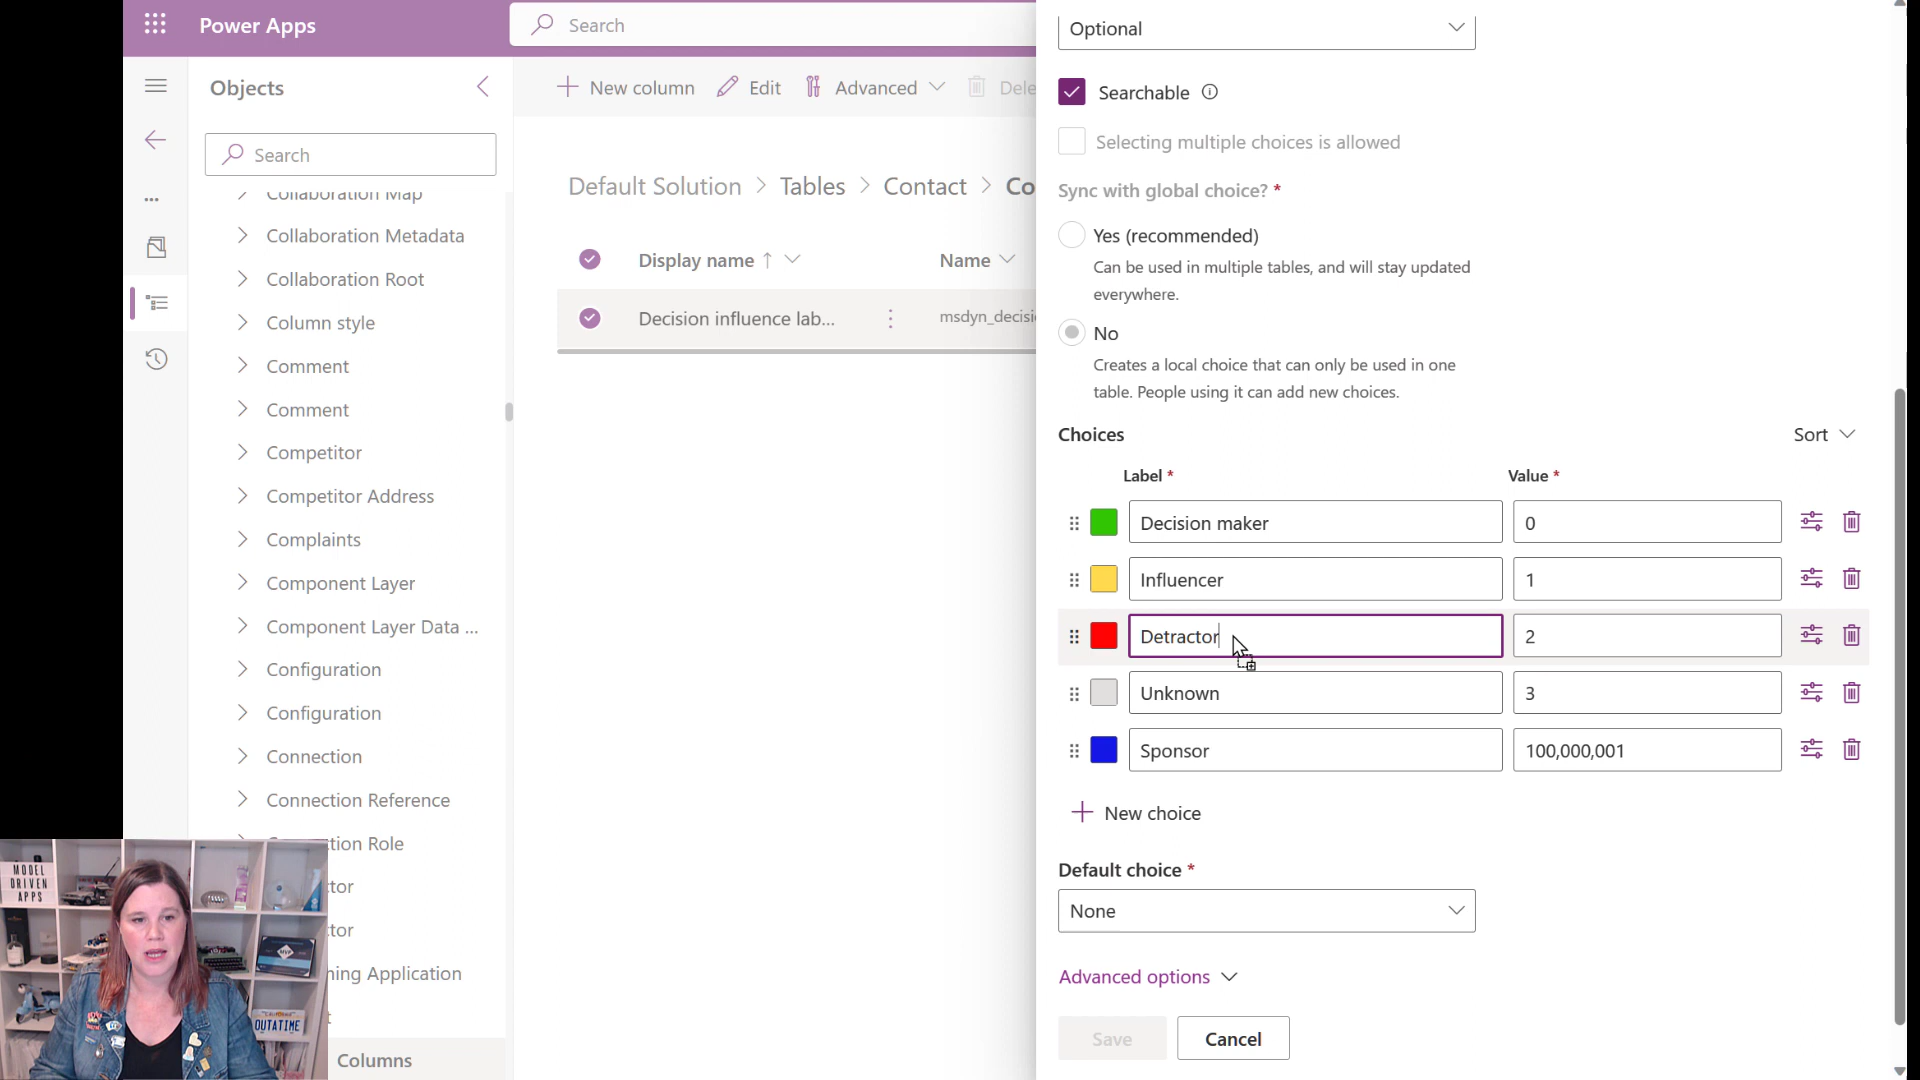 Power Apps
Search
Objects
Search
Collaboration Map
Collaboration Metadata
Collaboration Root
Column style
Comment
Comment
Competitor
Competitor Address
Complaints
Component Layer
Component Layer Data ...
Configuration
Configuration
Connection
Connection Reference
tion Role
tor
tor
ning Application
t
Columns
New column
Edit
Advanced
Dele
Default Solution > Tables > Contact > Co
Display name ↑
Name
Decision influence lab...
msdyn_decisi
Optional
Searchable
Selecting multiple choices is allowed
Sync with global choice? *
Yes (recommended)
Can be used in multiple tables, and will stay updated
everywhere.
No
Creates a local choice that can only be used in one
table. People using it can add new choices.
Choices
Sort
Label *
Value *
Decision maker
0
Influencer
1
Detractor
2
Unknown
3
Sponsor
100,000,001
New choice
Default choice *
None
Advanced options
Save
Cancel
MODEL
DRIVEN
APPS
MVP
OUATIME